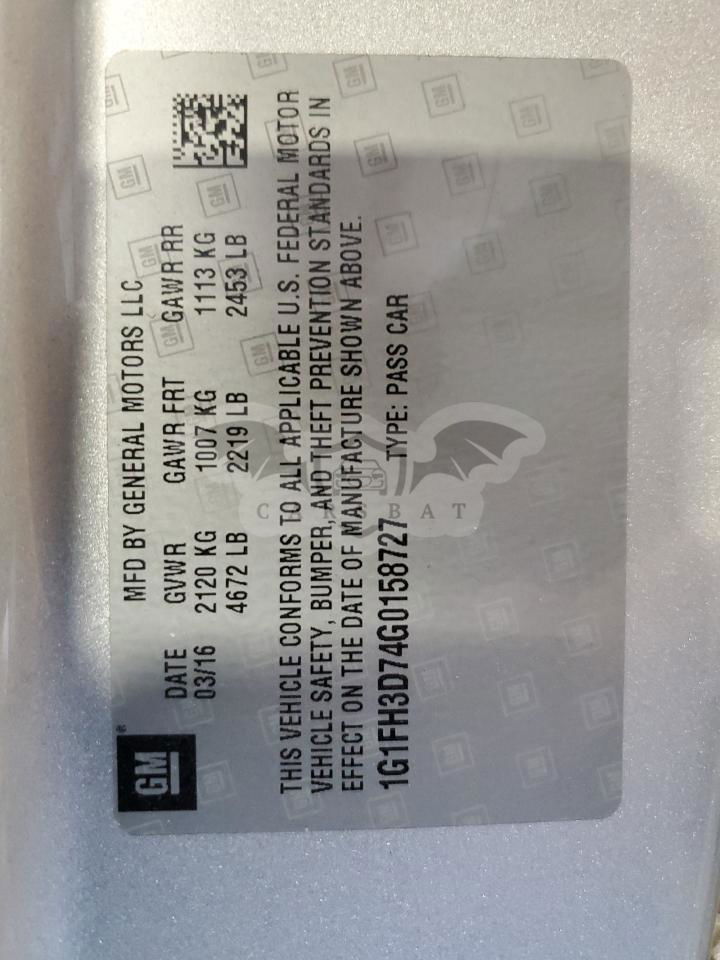 GM ®
MFD BY GENERAL MOTORS LLC
DATE GVWR GAWR FRT GAWR RR
03/16 2120 KG 1007 KG 1113 KG
4672 LB 2219 LB 2453 LB
THIS VEHICLE CONFORMS TO ALL APPLICABLE U.S. FEDERAL MOTOR
VEHICLE SAFETY, BUMPER, AND THEFT PREVENTION STANDARDS IN
EFFECT ON THE DATE OF MANUFACTURE SHOWN ABOVE.
1G1FH3D74G0158727 TYPE: PASS CAR
CARSBAT